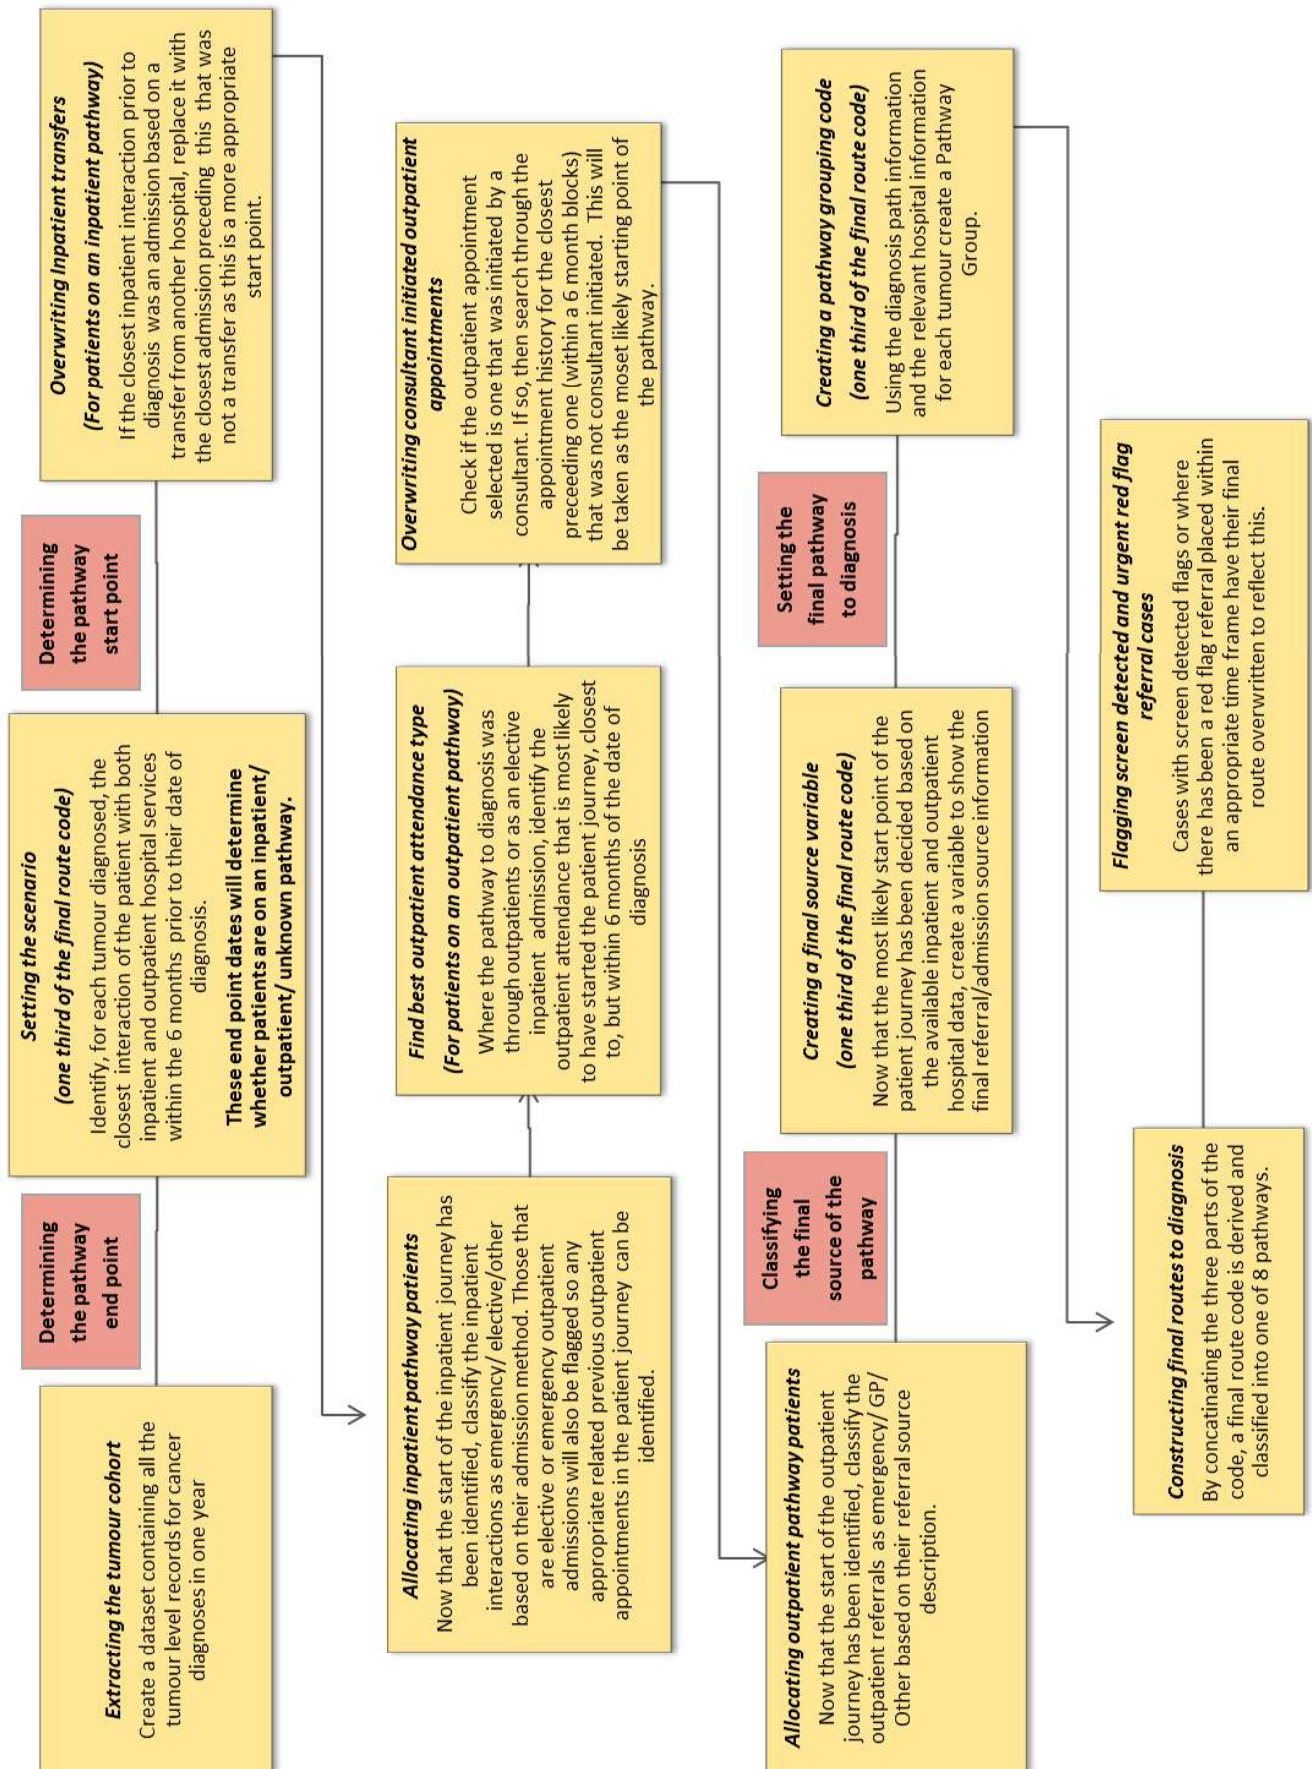 Extracting the tumour cohort
Create a dataset containing all the
tumour level records for cancer
diagnoses in one year
Determining
the pathway
end point
Setting the scenario
(one third of the final route code)
Identify, for each tumour diagnosed, the
closest interaction of the patient with both
inpatient and outpatient hospital services
within the 6 months prior to their date of
diagnosis.
These end point dates will determine
whether patients are on an inpatient/
outpatient/ unknown pathway.
Determining
the pathway
start point
Overwriting Inpatient transfers
(For patients on an inpatient pathway)
If the closest inpatient interaction prior to
diagnosis was an admission based on a
transfer from another hospital, replace it with
the closest admission preceding this that was
not a transfer as this is a more appropriate
start point.
Allocating inpatient pathway patients
Now that the start of the inpatient journey has
been identified, classify the inpatient
interactions as emergency/ elective/other
based on their admission method. Those that
are elective or emergency outpatient
admissions will also be flagged so any
appropriate related previous outpatient
appointments in the patient journey can be
identified.
Find best outpatient attendance type
(For patients on an outpatient pathway)
Where the pathway to diagnosis was
through outpatients or as an elective
inpatient admission, identify the
outpatient attendance that is most likely
to have started the patient journey, closest
to, but within 6 months of the date of
diagnosis
Overwriting consultant initiated outpatient
appointments
Check if the outpatient appointment
selected is one that was initiated by a
consultant. If so, then search through the
appointment history for the closest
preceeding one (within a 6 month blocks)
that was not consultant initiated. This will
be taken as the moset likely starting point of
the pathway.
Allocating outpatient pathway patients
Now that the start of the outpatient
journey has been identified, classify the
outpatient referrals as emergency/ GP/
Other based on their referral source
description.
Classifying
the final
source of the
pathway
Creating a final source variable
(one third of the final route code)
Now that the most likely start point of the
patient journey has been decided based on
the available inpatient and outpatient
hospital data, create a variable to show the
final referral/admission source information
Setting the
final pathway
to diagnosis
Creating a pathway grouping code
(one third of the final route code)
Using the diagnosis path information
and the relevant hospital information
for each tumour create a Pathway
Group.
Constructing final routes to diagnosis
By concatinating the three parts of the
code, a final route code is derived and
classified into one of 8 pathways.
Flagging screen detected and urgent red flag
referral cases
Cases with screen detected flags or where
there has been a red flag referral placed within
an appropriate time frame have their final
route overwritten to reflect this.